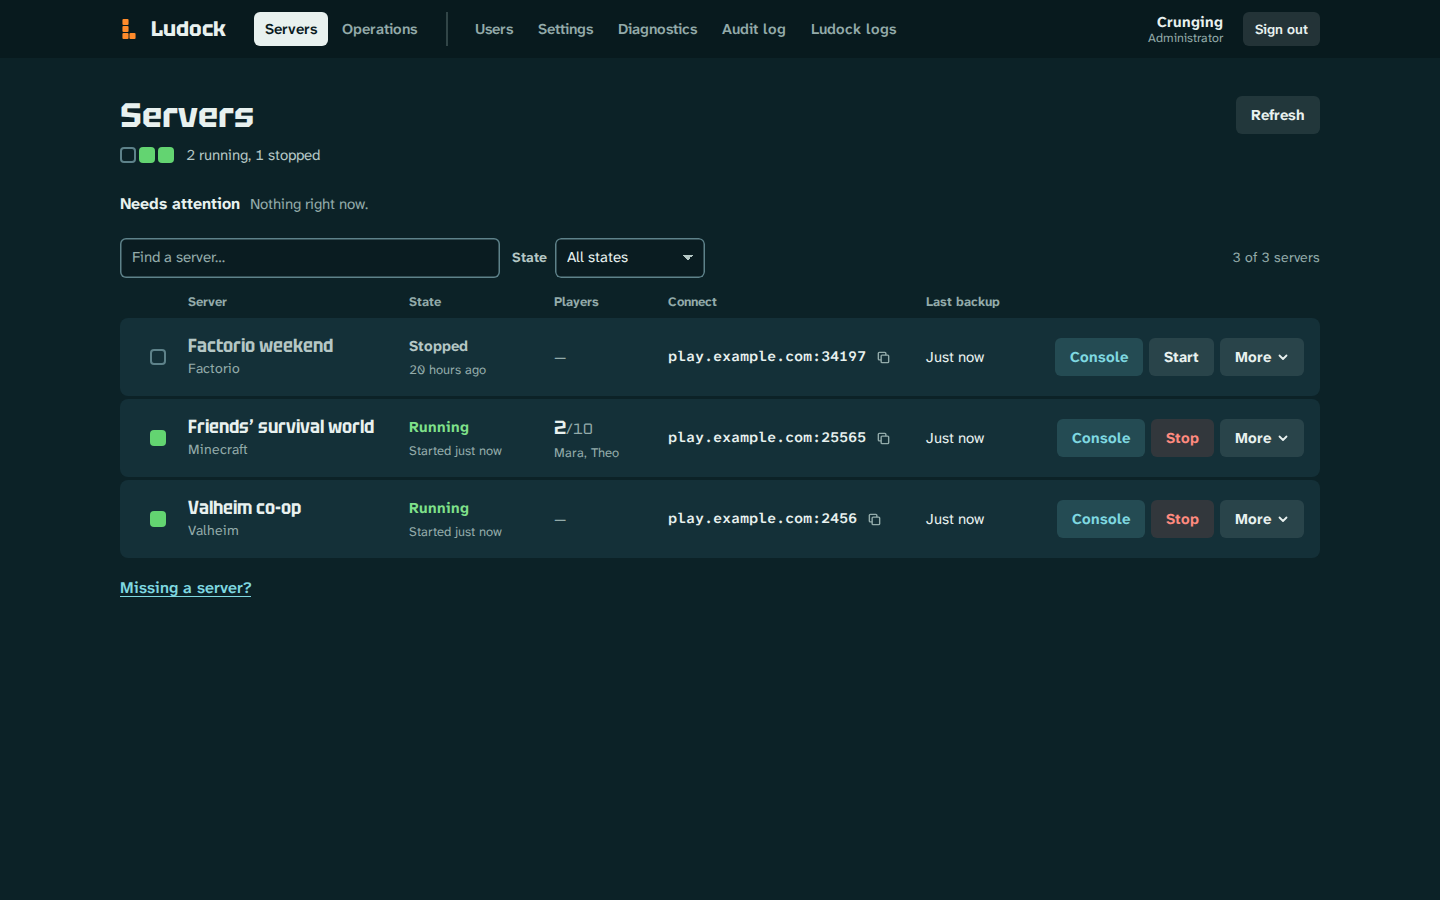 Ludock
Servers
Operations
Users
Settings
Diagnostics
Audit log
Ludock logs
Crunging
Administrator
Sign out
Servers
Refresh
2 running, 1 stopped
Needs attention Nothing right now.
Find a server...
State
All states
3 of 3 servers
Server State Players Connect Last backup
Factorio weekend
Factorio
Stopped
20 hours ago
–
play.example.com:34197
Just now
Console
Start
More
Friends’ survival world
Minecraft
Running
Started just now
2/10
Mara, Theo
play.example.com:25565
Just now
Console
Stop
More
Valheim co-op
Valheim
Running
Started just now
–
play.example.com:2456
Just now
Console
Stop
More
Missing a server?